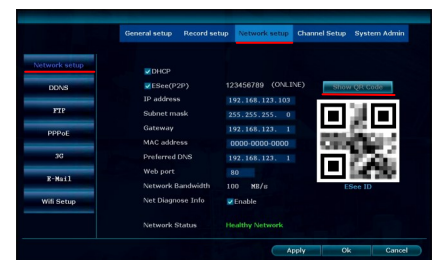 General setup Record setup Network setup Channel Setup System Admin
Network setup
DDNS
FTP
PPPoE
3G
E-Mail
Wifi Setup
DHCP
ESee(P2P) 123456789 (ONLINE) Show QR Code
IP address 192.168.123.103
Subnet mask 255.255.255. 0
Gateway 192.168.123. 1
MAC address 0000-0000-0000
Preferred DNS 192.168.123. 1
Web port 80
Network Bandwidth 100 MB/s
ESee ID
Net Diagnose Info Enable
Network Status Healthy Network
Apply Ok Cancel